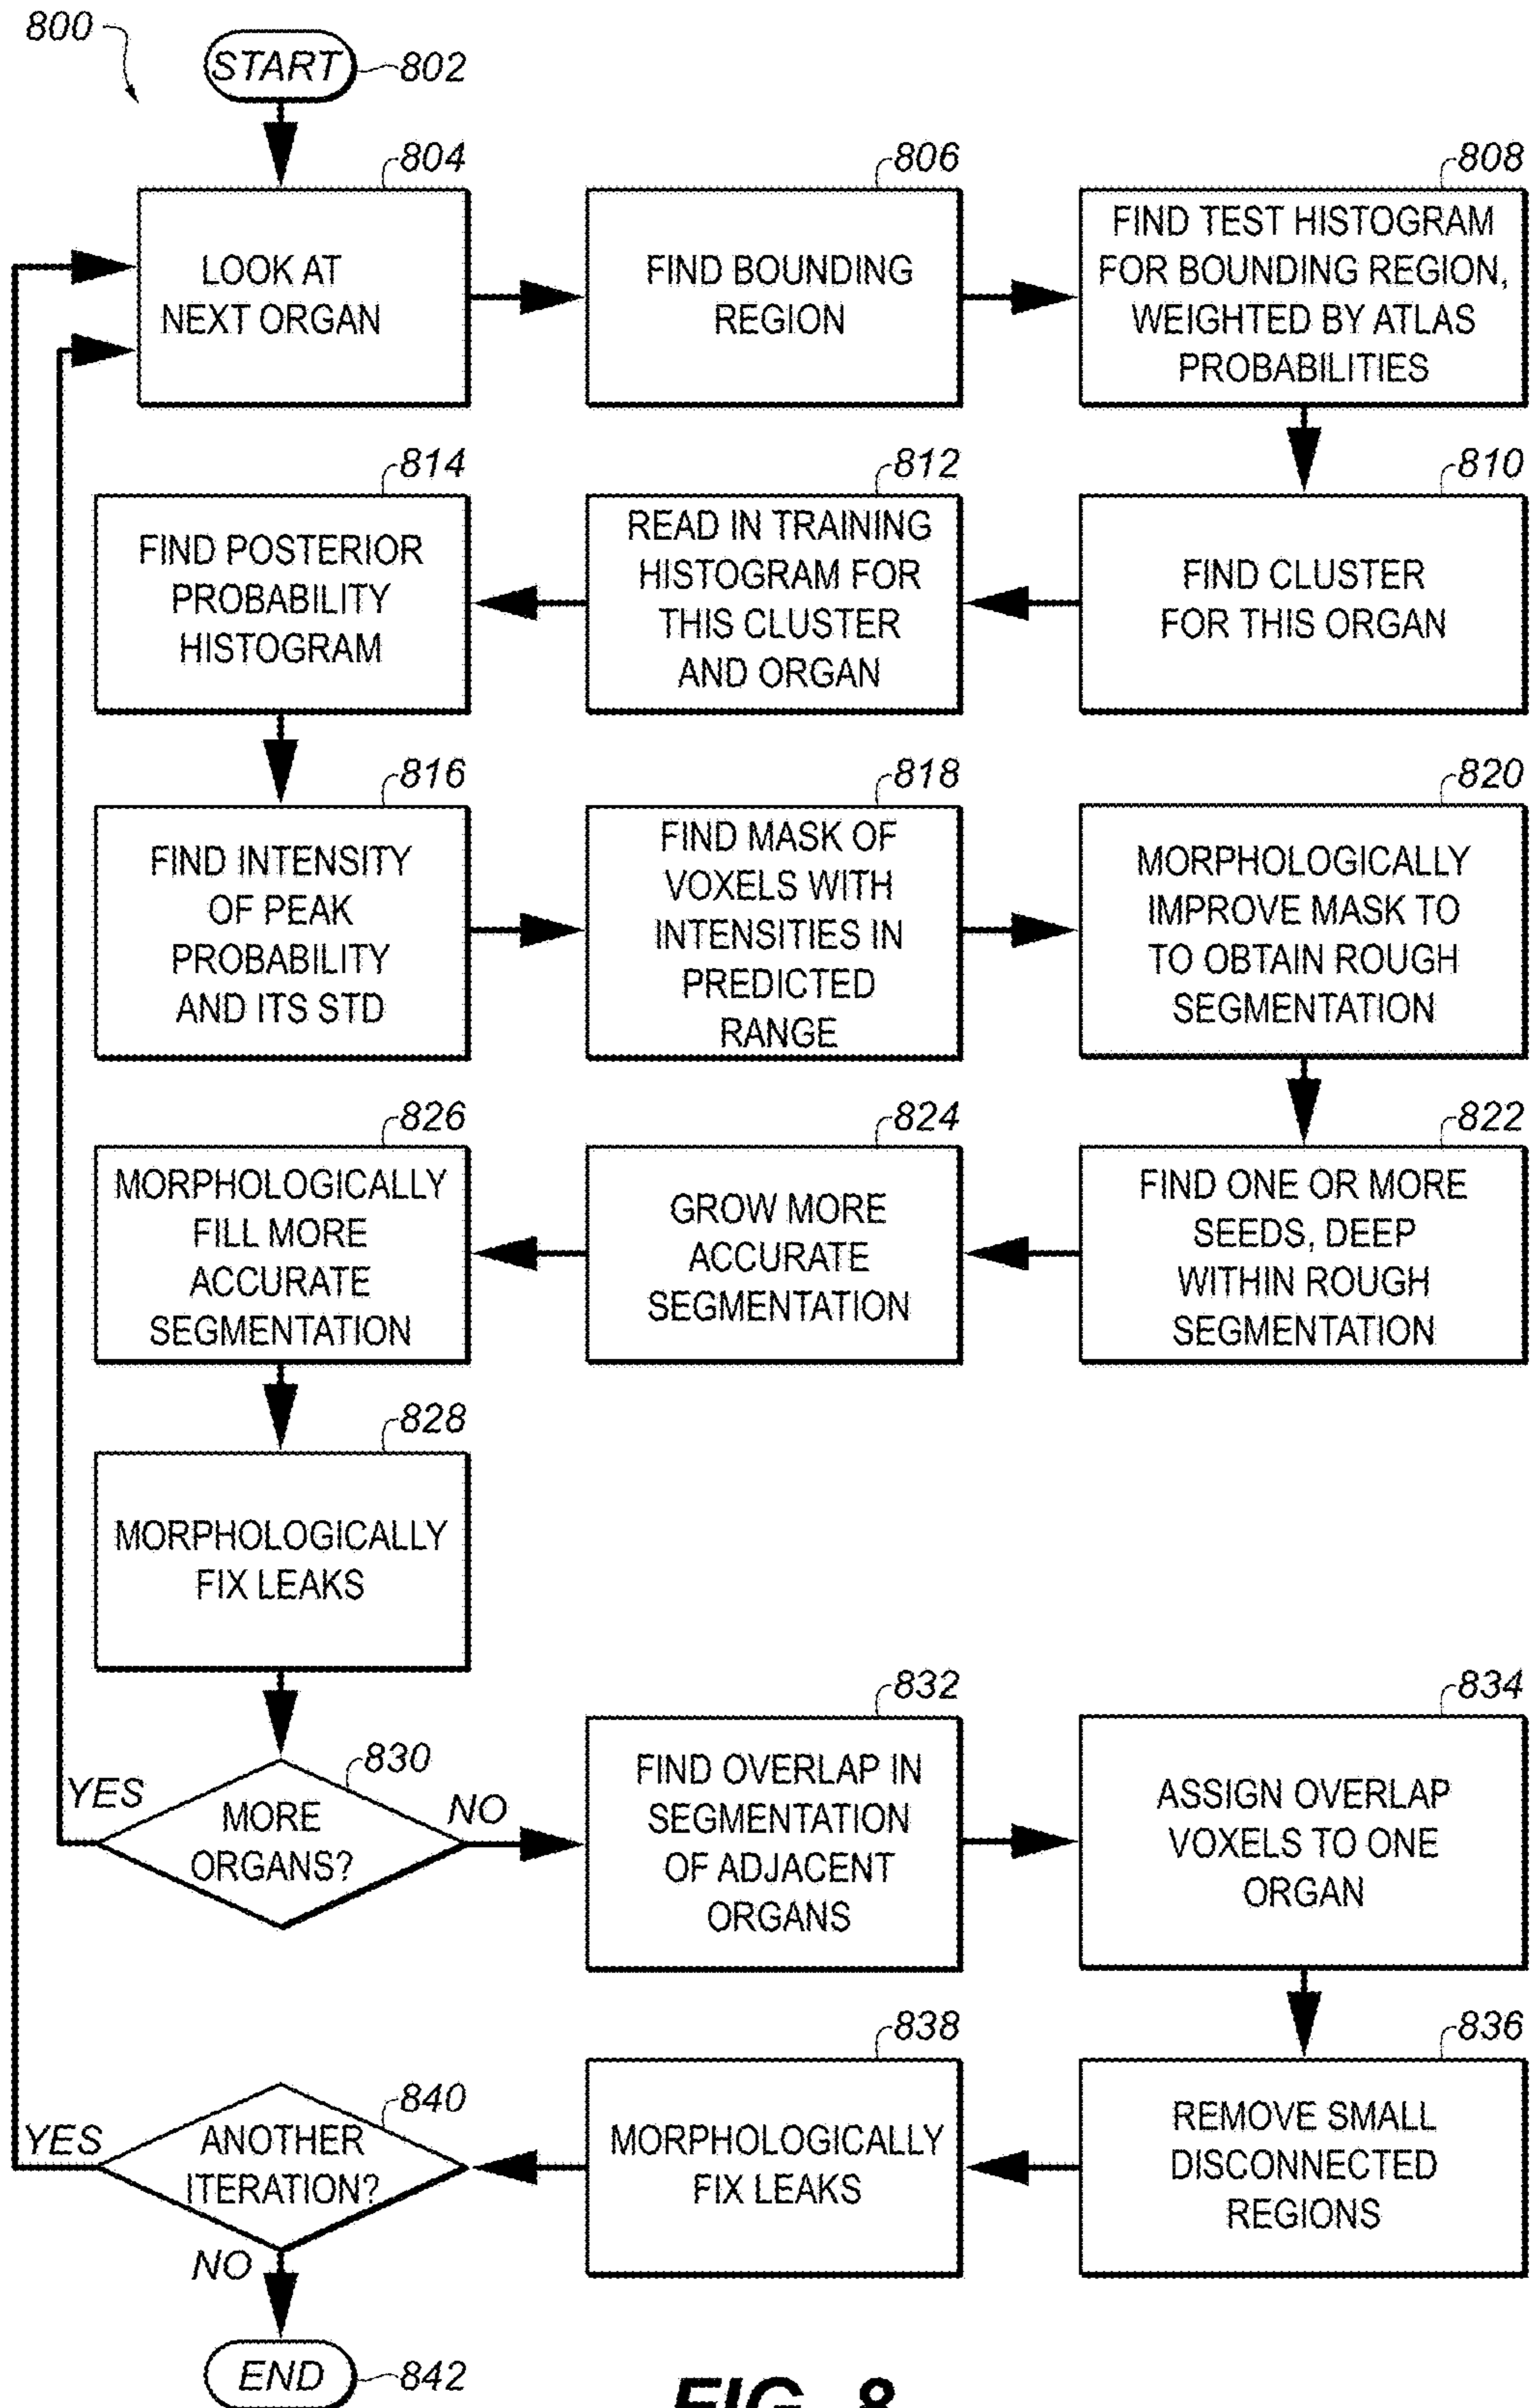 800
START
802
804
LOOK AT
NEXT ORGAN
806
FIND BOUNDING
REGION
808
FIND TEST HISTOGRAM
FOR BOUNDING REGION,
WEIGHTED BY ATLAS
PROBABILITIES
810
FIND CLUSTER
FOR THIS ORGAN
812
READ IN TRAINING
HISTOGRAM FOR
THIS CLUSTER
AND ORGAN
814
FIND POSTERIOR
PROBABILITY
HISTOGRAM
816
FIND INTENSITY
OF PEAK
PROBABILITY
AND ITS STD
818
FIND MASK OF
VOXELS WITH
INTENSITIES IN
PREDICTED
RANGE
820
MORPHOLOGICALLY
IMPROVE MASK TO
TO OBTAIN ROUGH
SEGMENTATION
822
FIND ONE OR MORE
SEEDS, DEEP
WITHIN ROUGH
SEGMENTATION
824
GROW MORE
ACCURATE
SEGMENTATION
826
MORPHOLOGICALLY
FILL MORE
ACCURATE
SEGMENTATION
828
MORPHOLOGICALLY
FIX LEAKS
830
MORE
ORGANS?
YES
NO
832
FIND OVERLAP IN
SEGMENTATION
OF ADJACENT
ORGANS
834
ASSIGN OVERLAP
VOXELS TO ONE
ORGAN
836
REMOVE SMALL
DISCONNECTED
REGIONS
838
MORPHOLOGICALLY
FIX LEAKS
840
ANOTHER
ITERATION?
YES
NO
END
842
FIG. 8